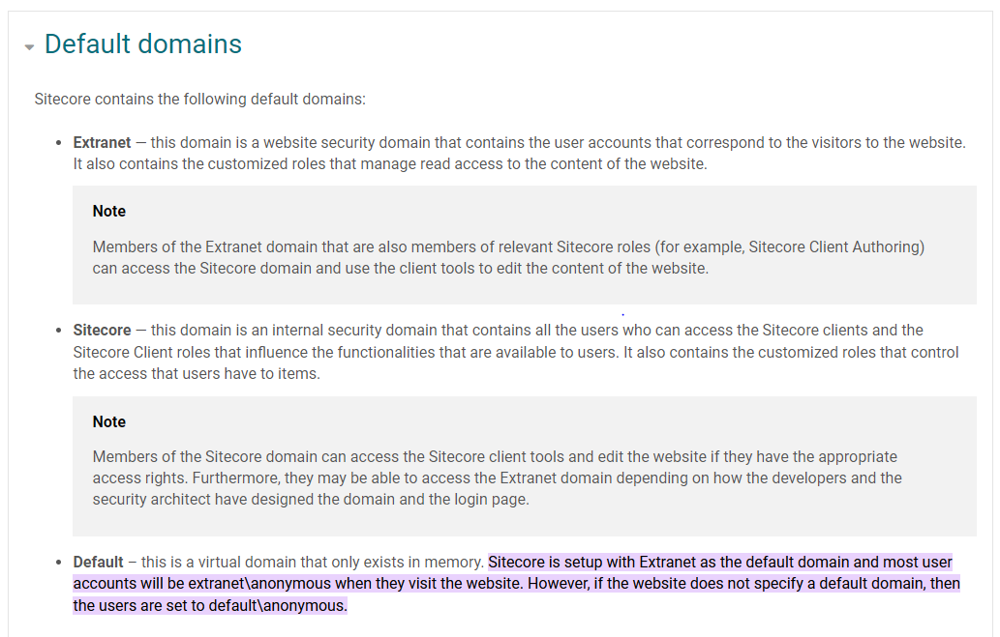 Default domains
Sitecore contains the following default domains:
• Extranet — this domain is a website security domain that contains the user accounts that correspond to the visitors to the website.
It also contains the customized roles that manage read access to the content of the website.
Note
Members of the Extranet domain that are also members of relevant Sitecore roles (for example, Sitecore Client Authoring)
can access the Sitecore domain and use the client tools to edit the content of the website.
• Sitecore — this domain is an internal security domain that contains all the users who can access the Sitecore clients and the
Sitecore Client roles that influence the functionalities that are available to users. It also contains the customized roles that control
the access that users have to items.
Note
Members of the Sitecore domain can access the Sitecore client tools and edit the website if they have the appropriate
access rights. Furthermore, they may be able to access the Extranet domain depending on how the developers and the
security architect have designed the domain and the login page.
• Default – this is a virtual domain that only exists in memory. Sitecore is setup with Extranet as the default domain and most user
accounts will be extranet\anonymous when they visit the website. However, if the website does not specify a default domain, then
the users are set to default\anonymous.